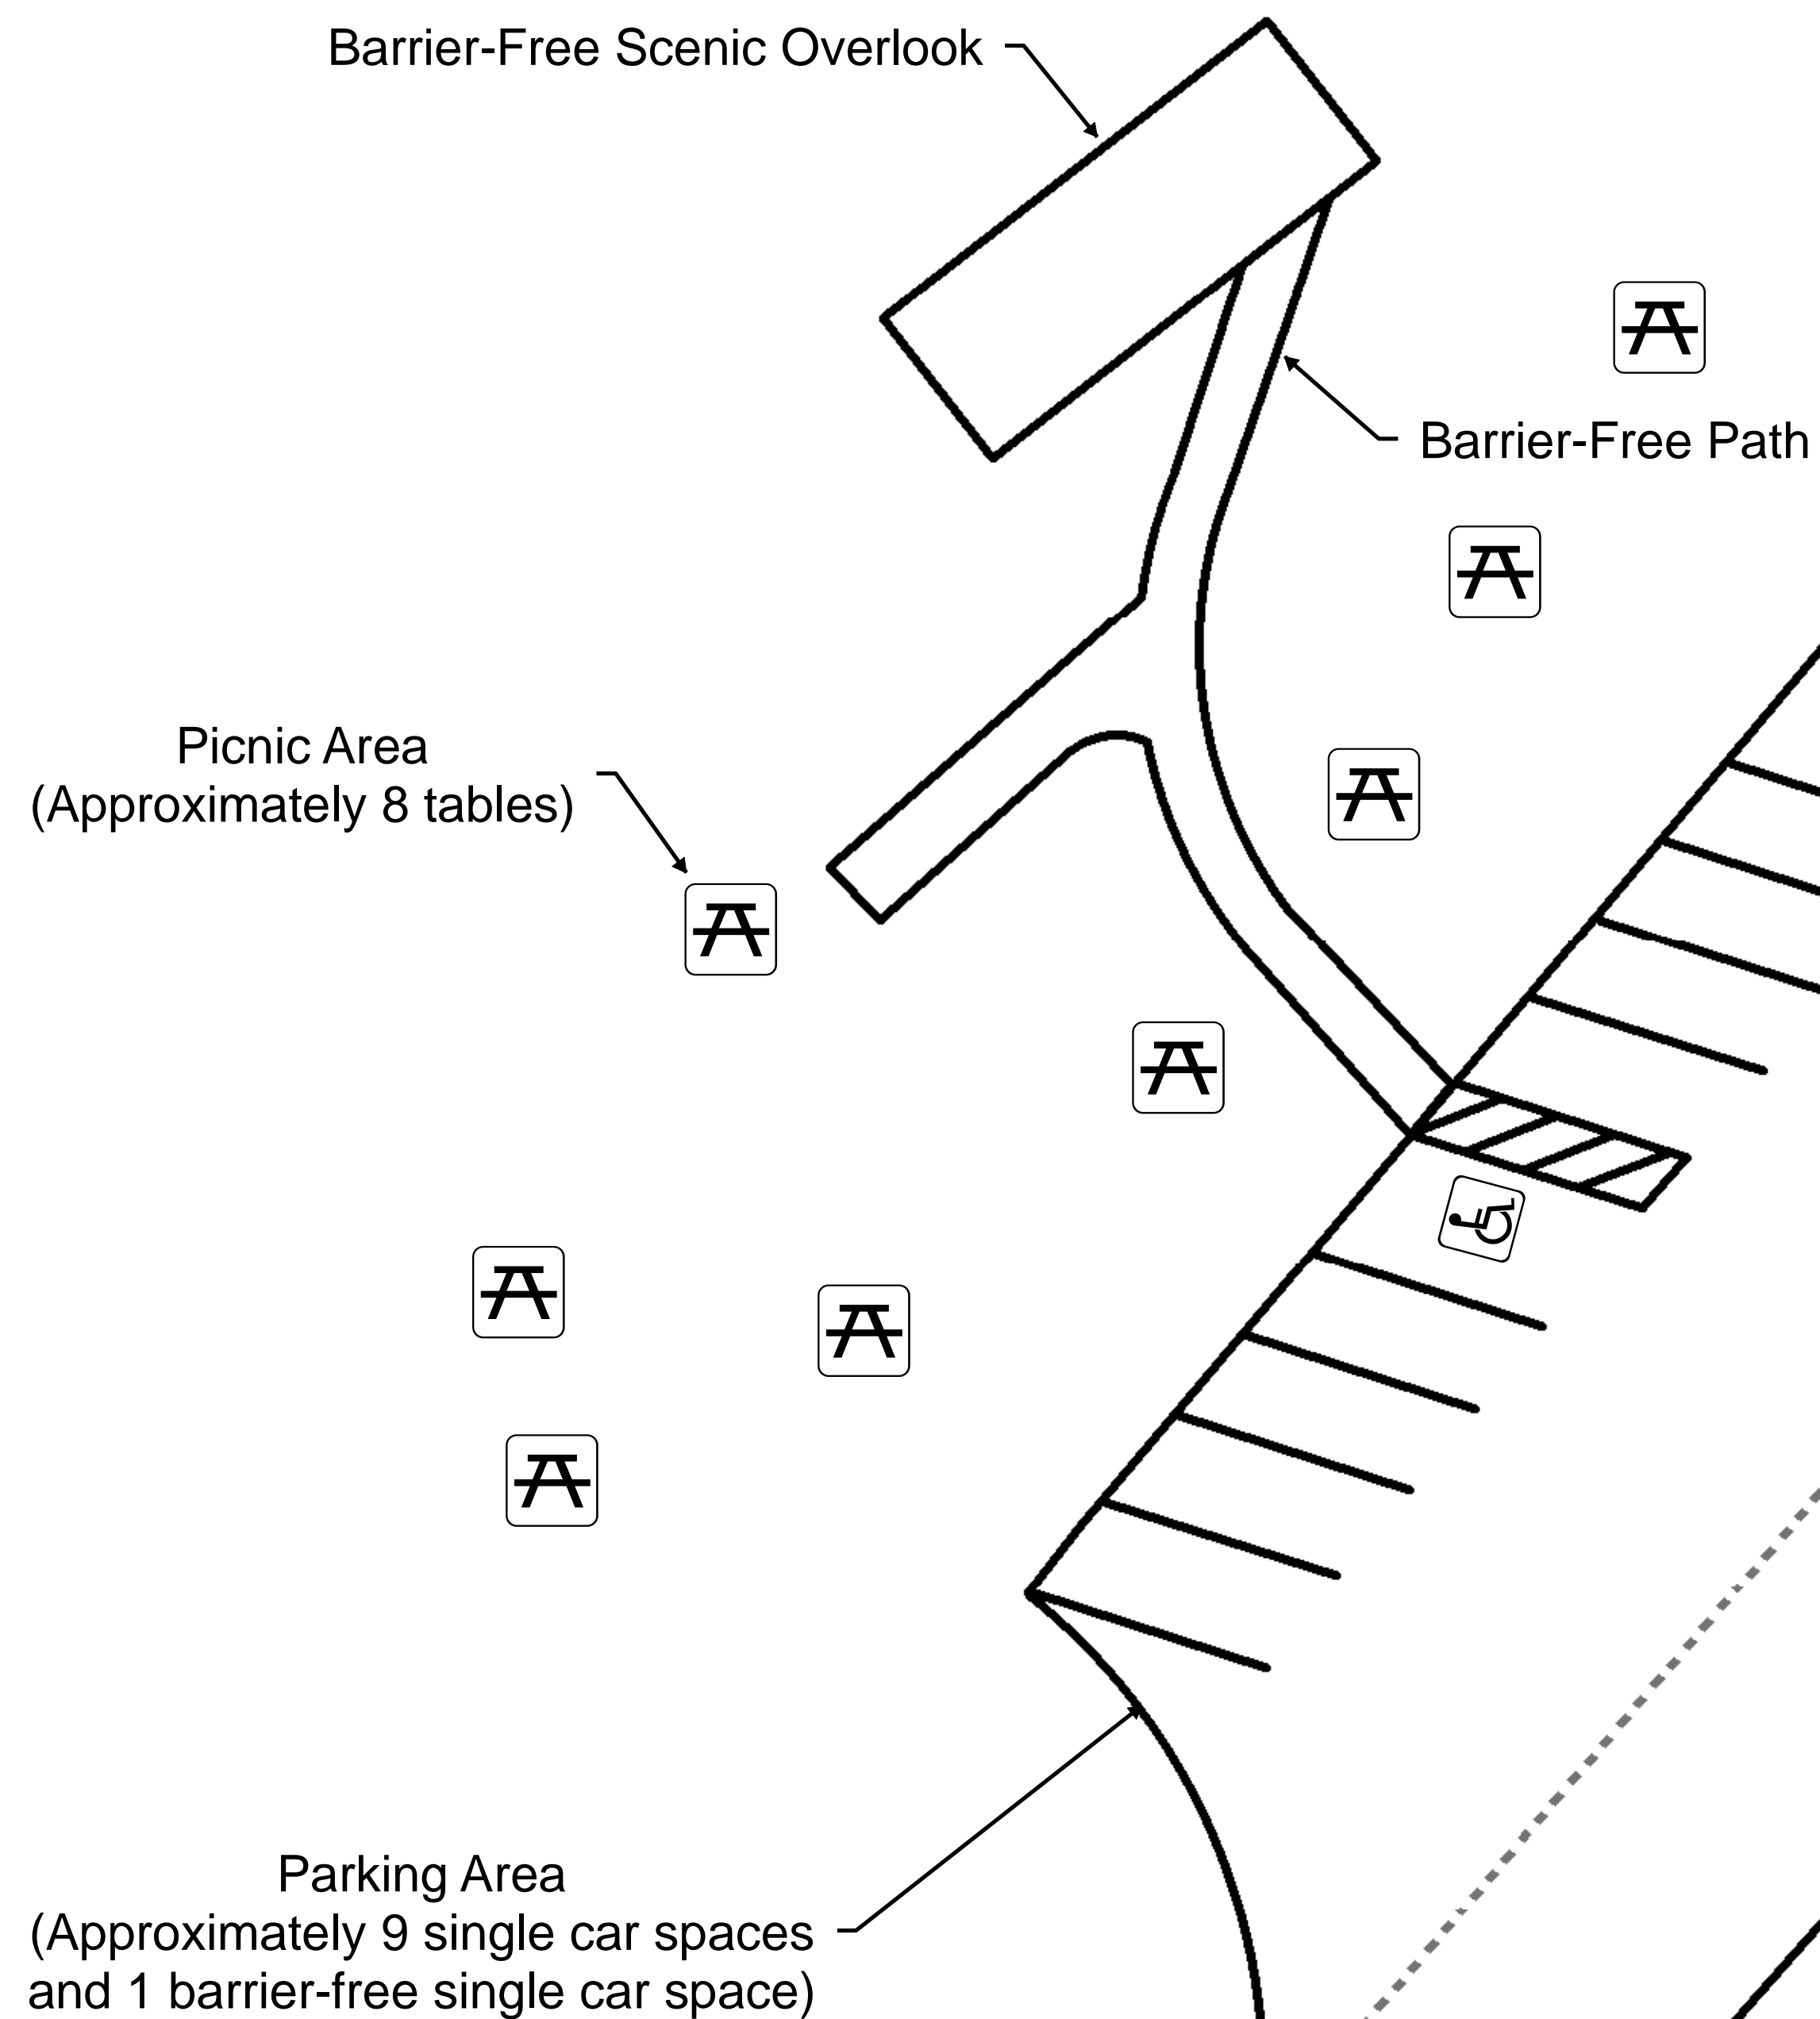 Barrier-Free Scenic Overlook
Barrier-Free Path
Picnic Area
(Approximately 8 tables)
Parking Area
(Approximately 9 single car spaces
and 1 barrier-free single car space)